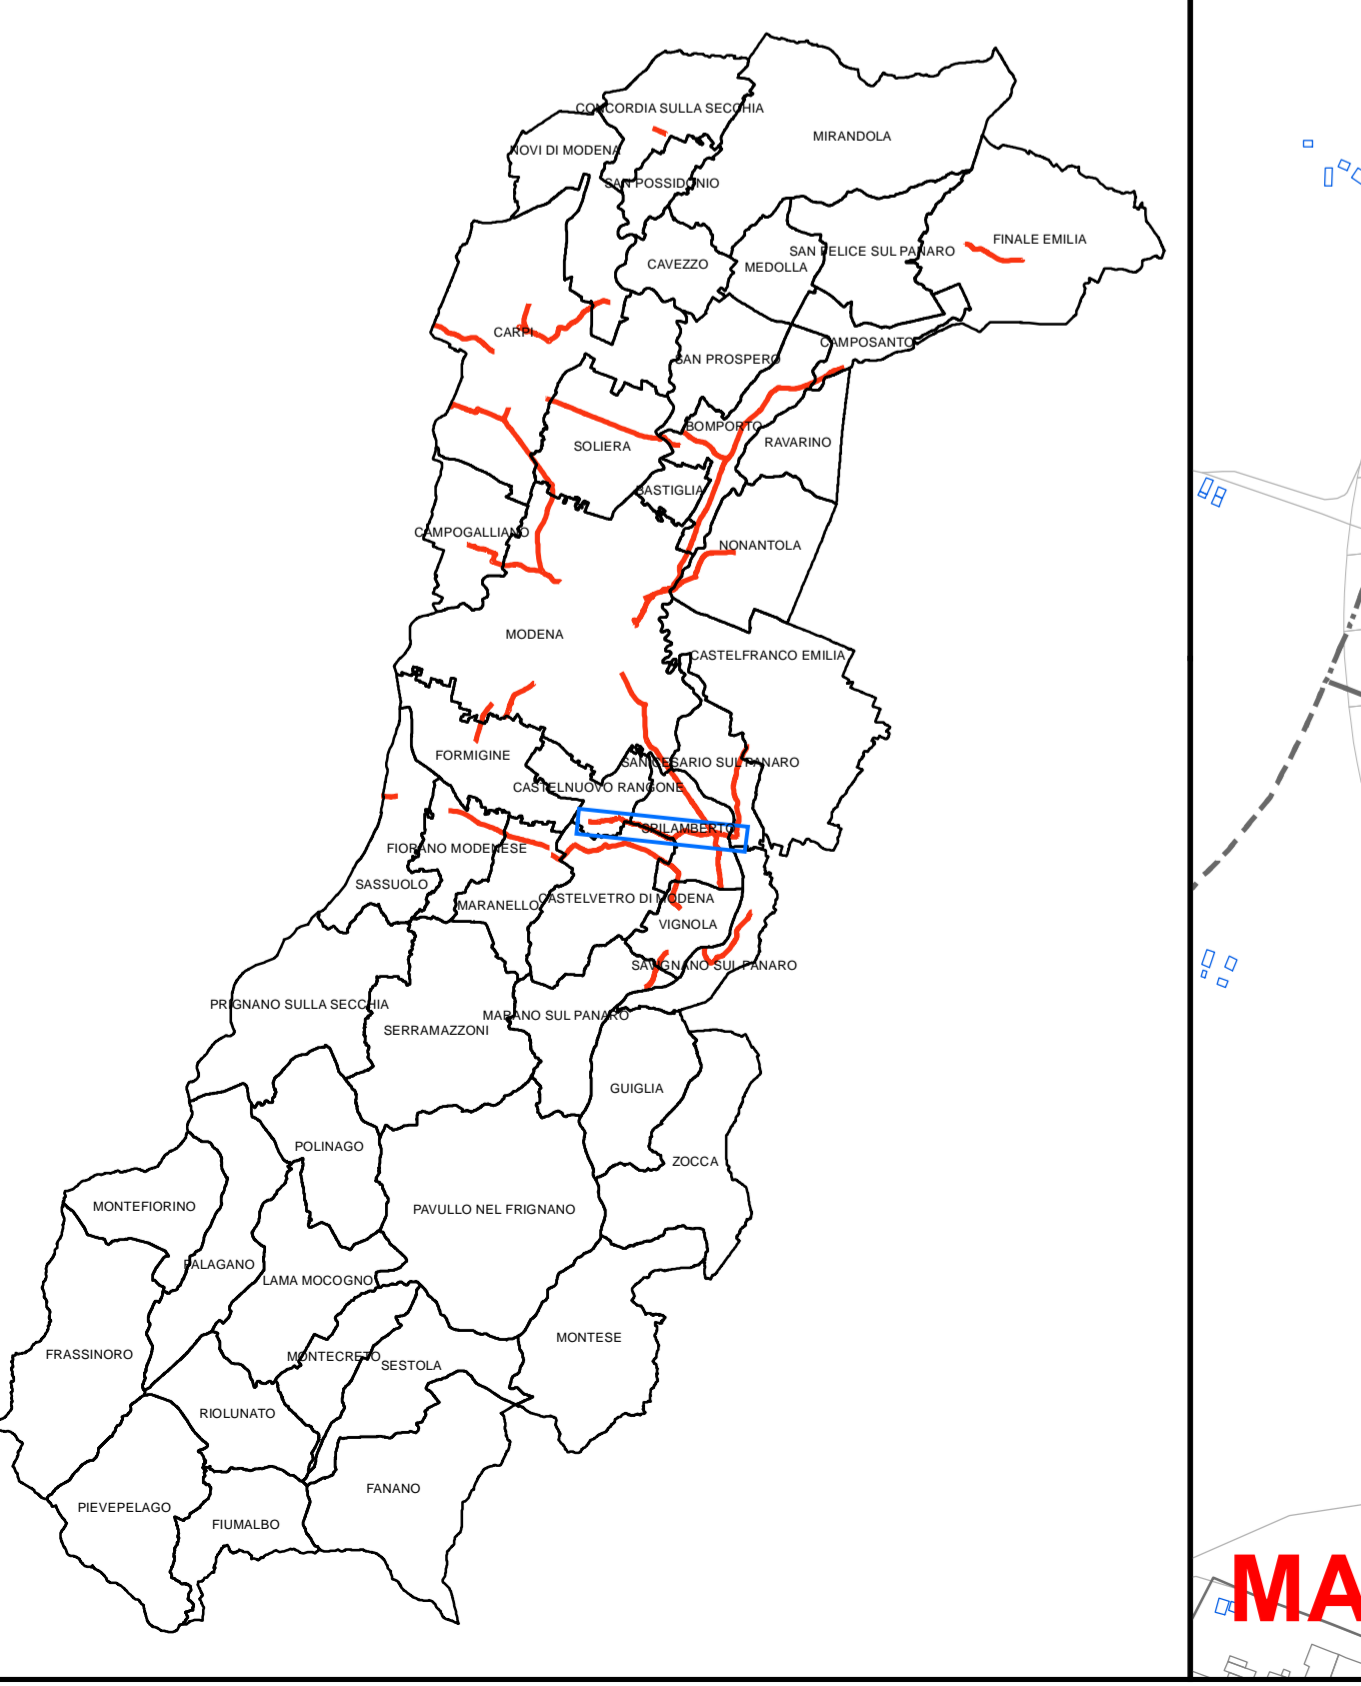 CONCORDIA SULLA SECCHIA
MIRANDOLA
NOVI DI MODENA
SAN POSSIDONIO
FINALE EMILIA
SAN FELICE SUL PANARO
CAVEZZO
MEDOLLA
CARPI
CAMPOSANTO
SAN PROSPERO
BOMPORTO
RAVARINO
SOLIERA
BASTIGLIA
CAMPOGALLIANO
NONANTOLA
MODENA
CASTELFRANCO EMILIA
FORMIGINE
SAN CESARIO SUL PANARO
CASTELNUOVO RANGONE
SPILAMBERTO
FIORANO MODENESE
SASSUOLO
CASTELVETRO DI MODENA
MARANELLO
VIGNOLA
SAVIGNANO SUL PANARO
PRIGNANO SULLA SECCHIA
MARANO SUL PANARO
SERRAMAZZONI
GUIGLIA
POLINAGO
ZOCCA
MONTEFIORINO
PAVULLO NEL FRIGNANO
PALAGANO
LAMA MOCOGNO
MONTESE
FRASSINORO
MONTECRETO
SESTOLA
RIOLUNATO
FANANO
PIEVEPELAGO
FIUMALBO
MA